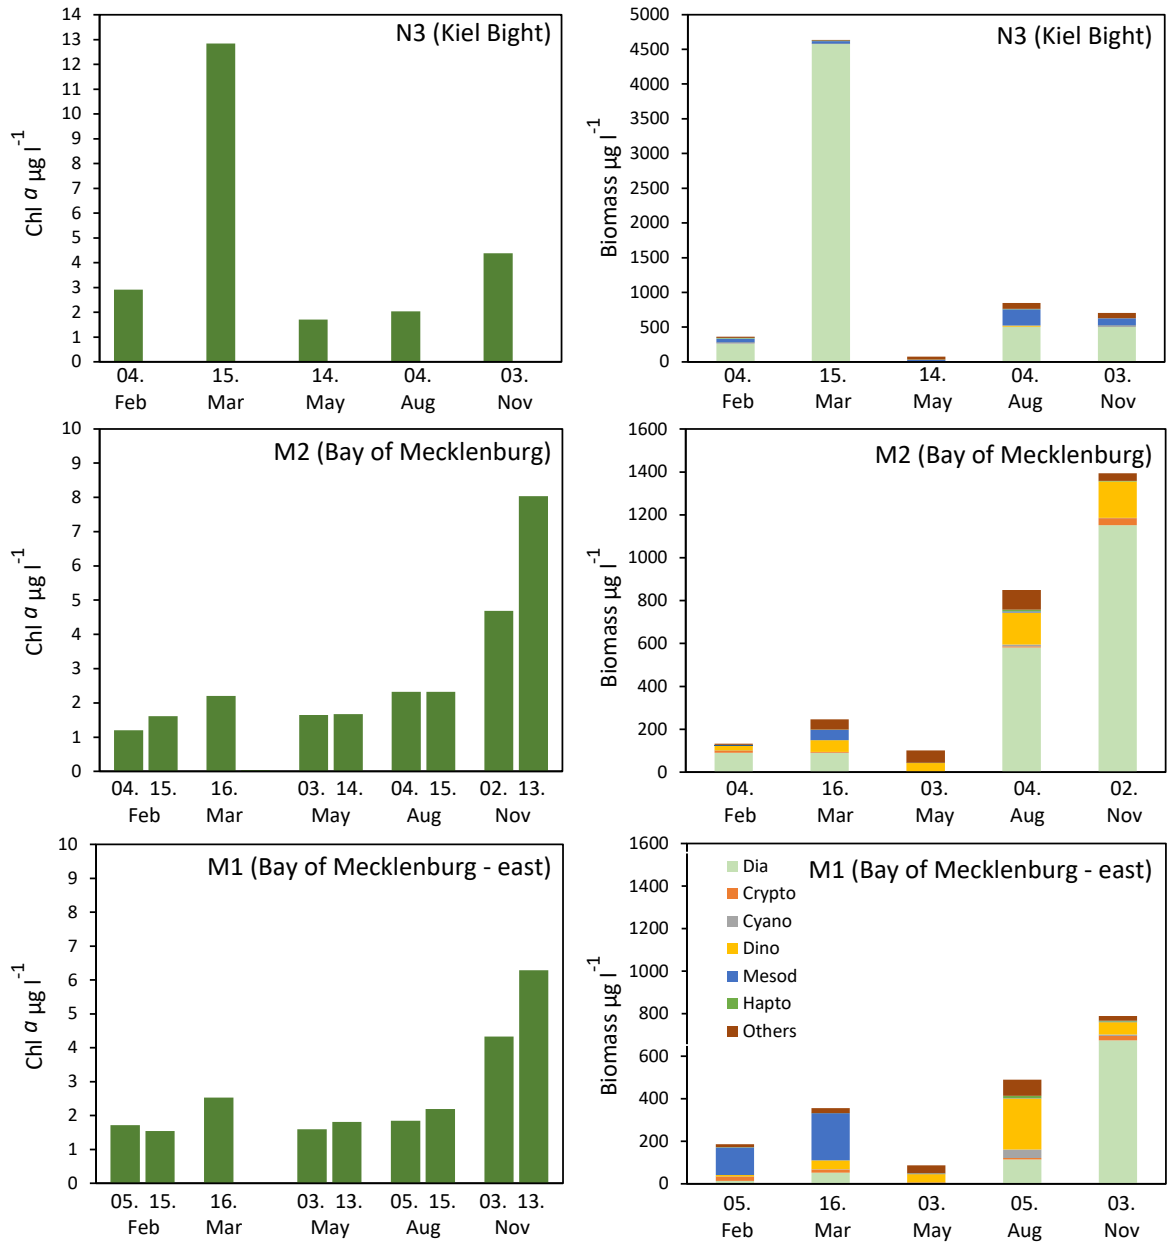 N3 (Kiel Bight)
Chl a µg l-1
13
12
11
10
9
8
7
6
5
4
3
2
1
0
14
04. 15. 14. 04. 03.
Feb Mar May Aug Nov
N3 (Kiel Bight)
Biomass µg l-1
5000
4500
4000
3500
3000
2500
2000
1500
1000
500
0
04. 15. 14. 04. 03.
Feb Mar May Aug Nov
M2 (Bay of Mecklenburg)
Chl a µg l-1
10
9
8
7
6
5
4
3
2
1
0
04. 15. 16. 03. 14. 04. 15. 02. 13.
Feb Mar May Aug Nov
M2 (Bay of Mecklenburg)
Biomass µg l-1
1600
1400
1200
1000
800
600
400
200
0
04. 16. 03. 04. 02.
Feb Mar May Aug Nov
M1 (Bay of Mecklenburg - east)
Chl a µg l-1
10
9
8
7
6
5
4
3
2
1
0
05. 15. 16. 03. 13. 05. 15. 03. 13.
Feb Mar May Aug Nov
M1 (Bay of Mecklenburg - east)
Biomass µg l-1
1600
1400
1200
1000
800
600
400
200
0
Dia
Crypto
Cyano
Dino
Mesod
Hapto
Others
05. 16. 03. 05. 03.
Feb Mar May Aug Nov